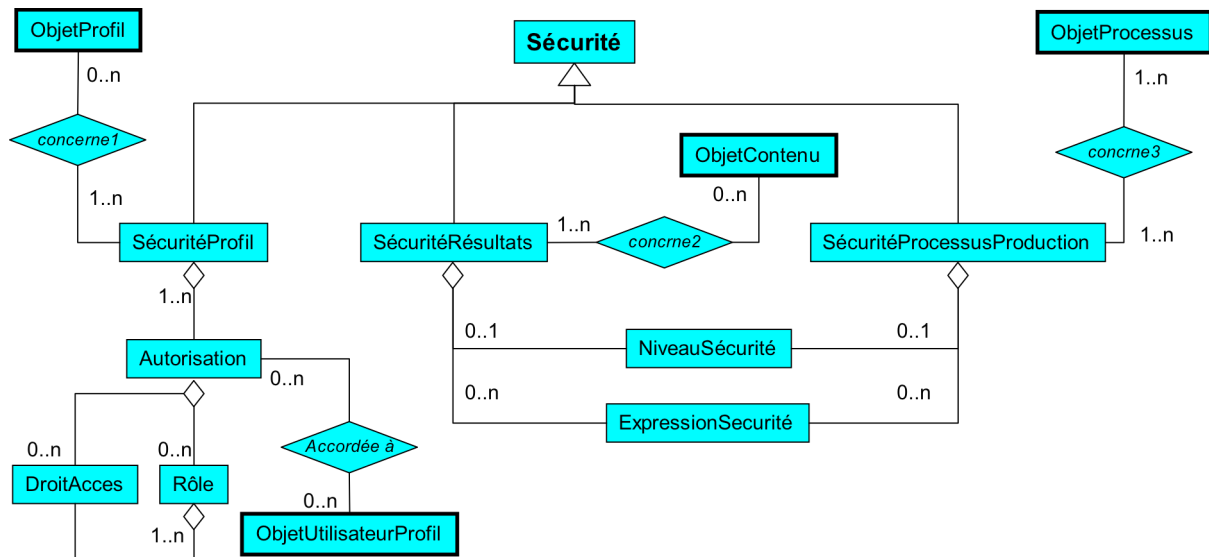 ObjetProfil
Sécurité
ObjetProcessus
0..n
1..n
concerne1
ObjetContenu
concrne3
0..n
1..n
1..n
SécuritéProfil
SécuritéRésultats
concrne2
SécuritéProcessusProduction
1..n
1..n
0..1
0..1
Autorisation
NiveauSécurité
0..n
0..n
0..n
ExpressionSecurité
0..n
0..n
Accordée à
DroitAcces
Rôle
0..n
1..n
ObjetUtilisateurProfil